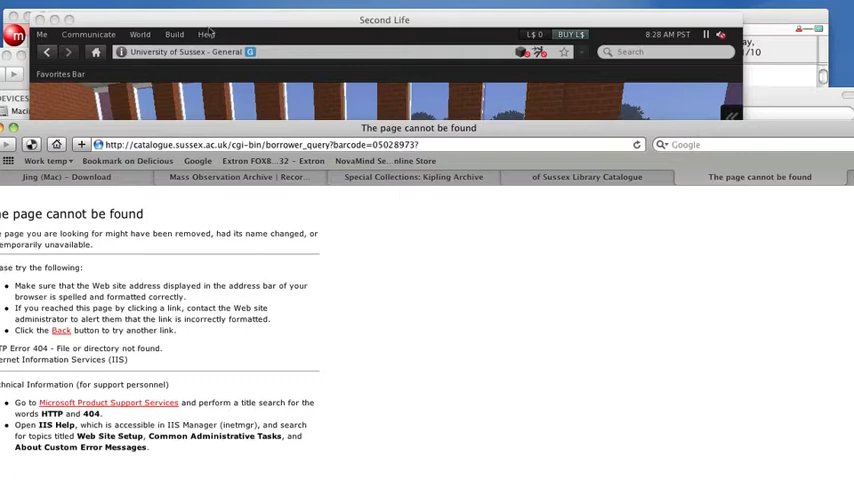 Second Life
Me Communicate World Build Help L$ 0 BUY L$ 8:28 AM PST
University of Sussex - General G Search
Favorites Bar
The page cannot be found
http://catalogue.sussex.ac.uk/cgi-bin/borrower_query?barcode=05028973? Google
Work temp Bookmark on Delicious Google Extron FOXB...32 - Extron NovaMind Se...nline Store
Jing (Mac) - Download Mass Observation Archive | Recor... Special Collections: Kipling Archive of Sussex Library Catalogue The page cannot be found
he page cannot be found
e page you are looking for might have been removed, had its name changed, or
emporarily unavailable.
ase try the following:
Make sure that the Web site address displayed in the address bar of your
browser is spelled and formatted correctly.
If you reached this page by clicking a link, contact the Web site
administrator to alert them that the link is incorrectly formatted.
Click the Back button to try another link.
TP Error 404 - File or directory not found.
ernet Information Services (IIS)
chnical Information (for support personnel)
Go to Microsoft Product Support Services and perform a title search for the
words HTTP and 404.
Open IIS Help, which is accessible in IIS Manager (inetmgr), and search
for topics titled Web Site Setup, Common Administrative Tasks, and
About Custom Error Messages.